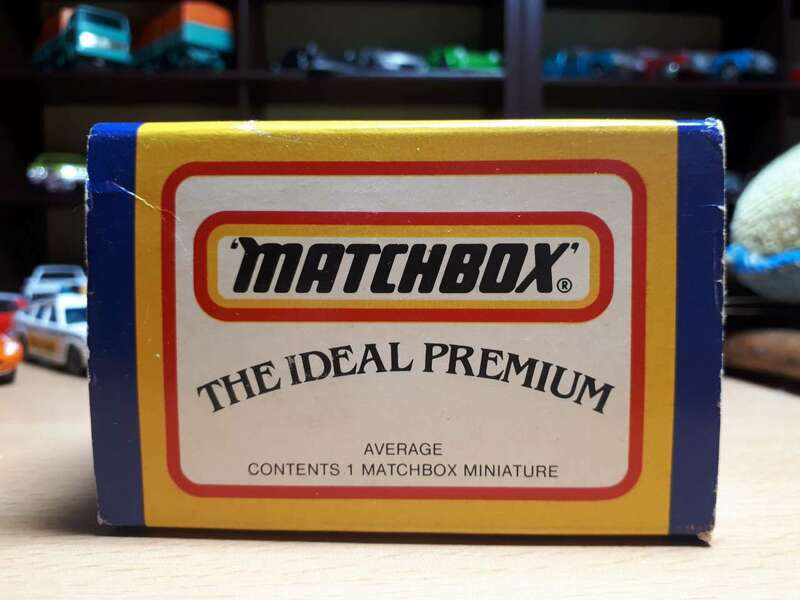 'MATCHBOX'®
THE IDEAL PREMIUM
AVERAGE
CONTENTS 1 MATCHBOX MINIATURE